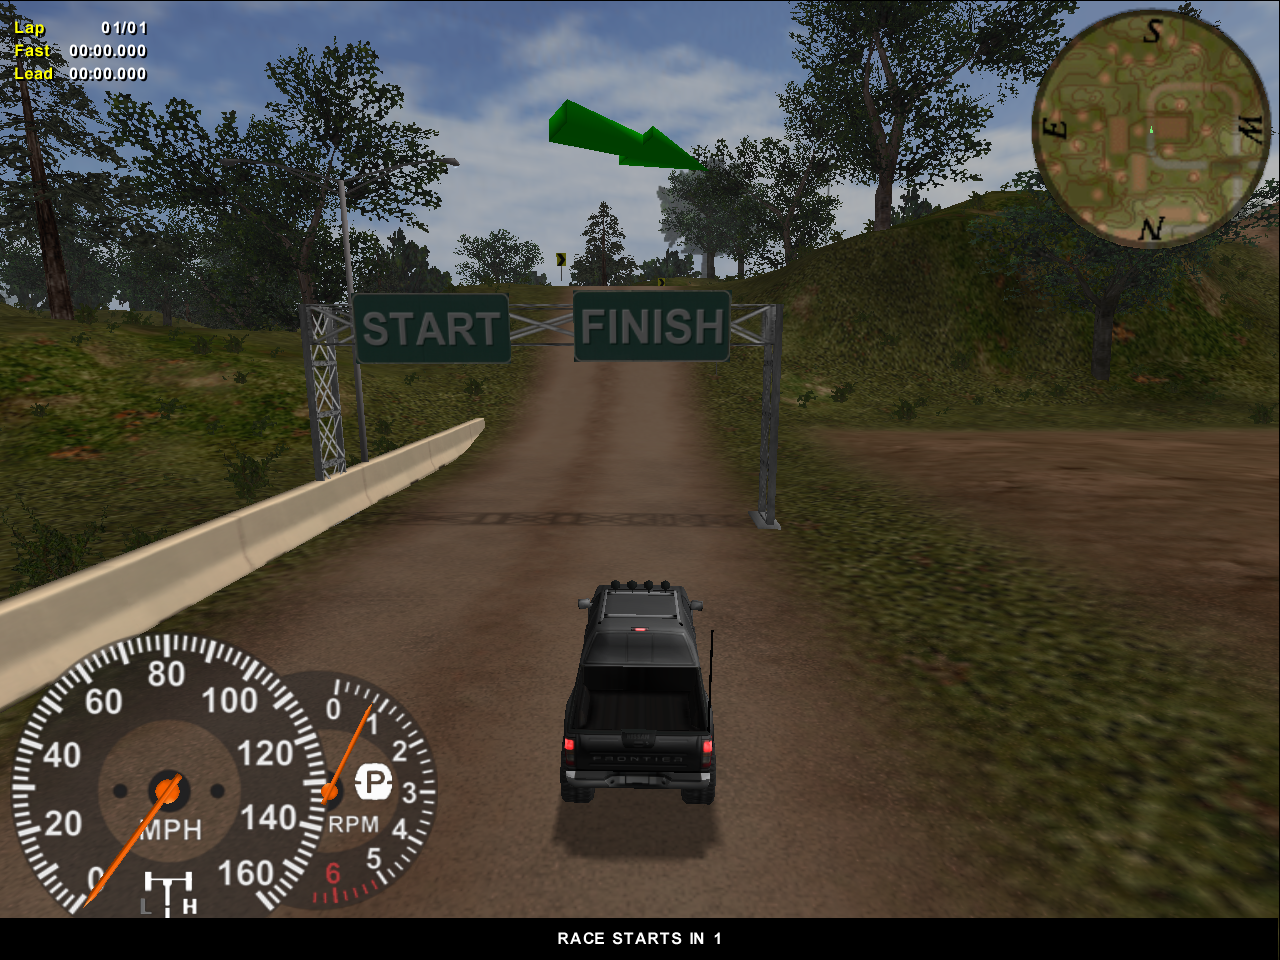 Lap 01/01
Fast 00:00.000
Lead 00:00.000
S
E
W
N
START FINISH
FRONTIER
0 20 40 60 80 100 120 140 160
MPH
L H
0 1 2 3 4 5 6
P
RPM
RACE STARTS IN 1